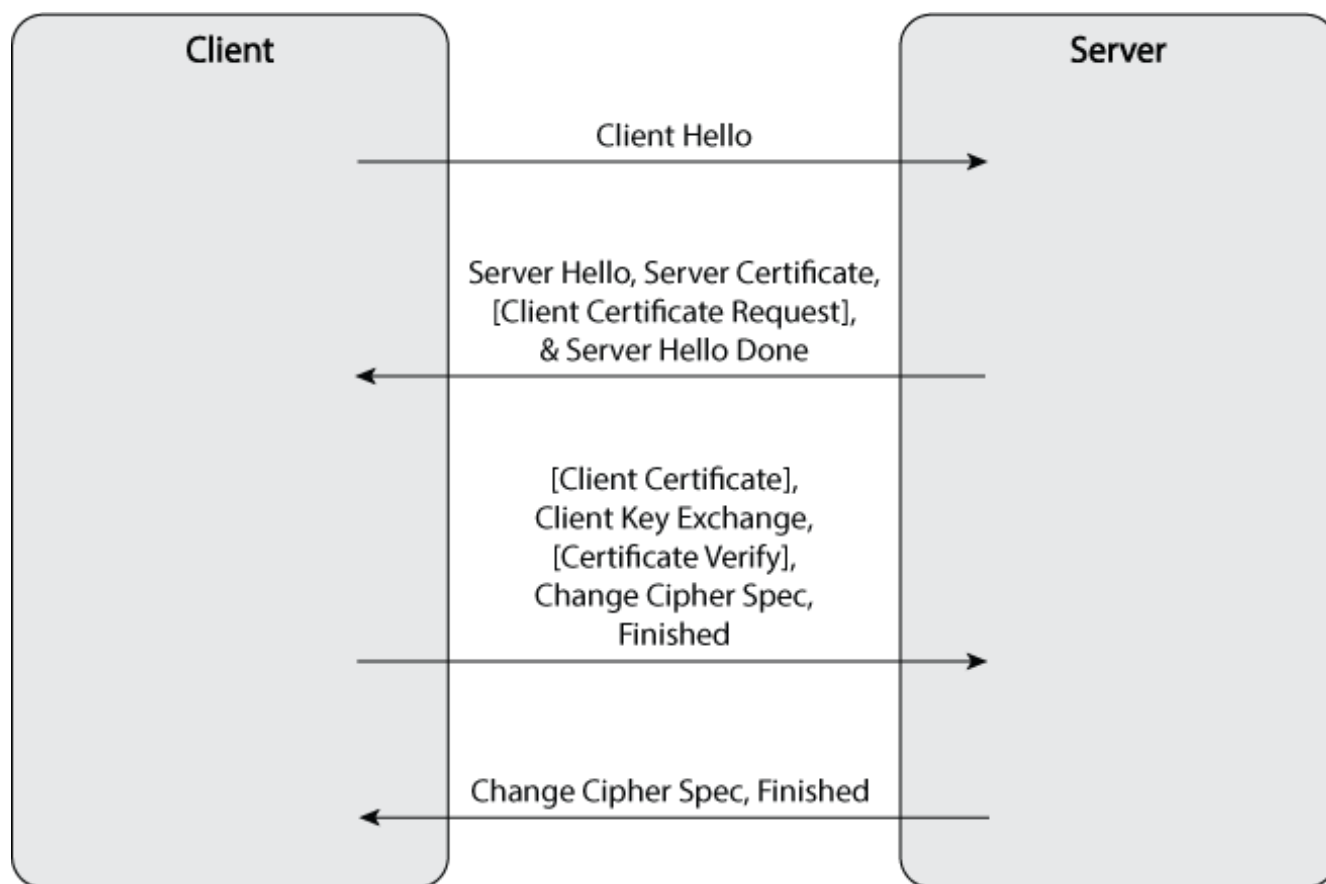 Client
Server
Client Hello
Server Hello, Server Certificate,
[Client Certificate Request],
& Server Hello Done
[Client Certificate],
Client Key Exchange,
[Certificate Verify],
Change Cipher Spec,
Finished
Change Cipher Spec, Finished